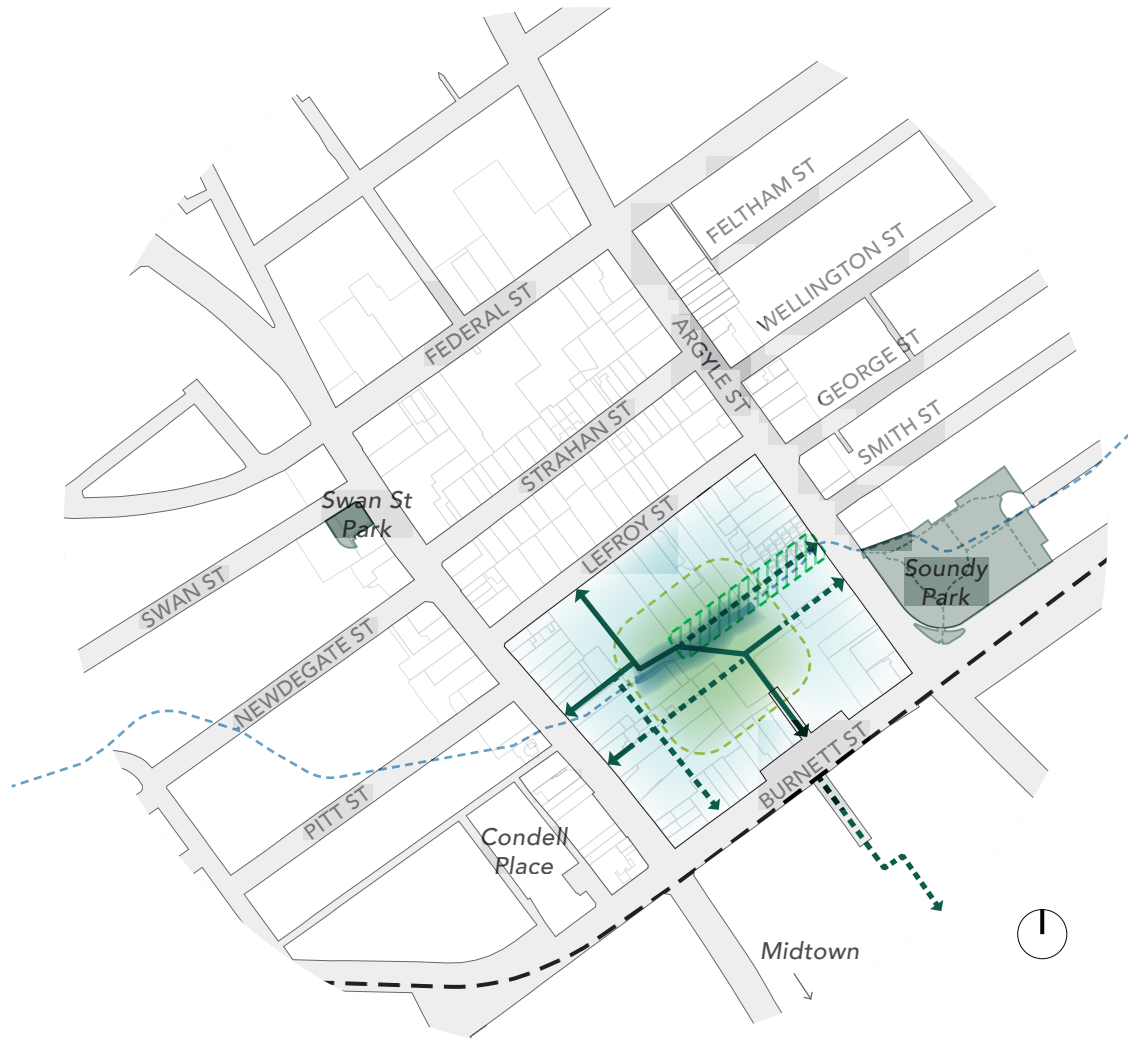 FELTHAM ST
WELLINGTON ST
FEDERAL ST
ARGYLE ST
GEORGE ST
STRAHAN ST
SMITH ST
Swan St
Park
LEFROY ST
SWAN ST
Soundy
Park
NEWDEGATE ST
BURNETT ST
PITT ST
Condell
Place
Midtown